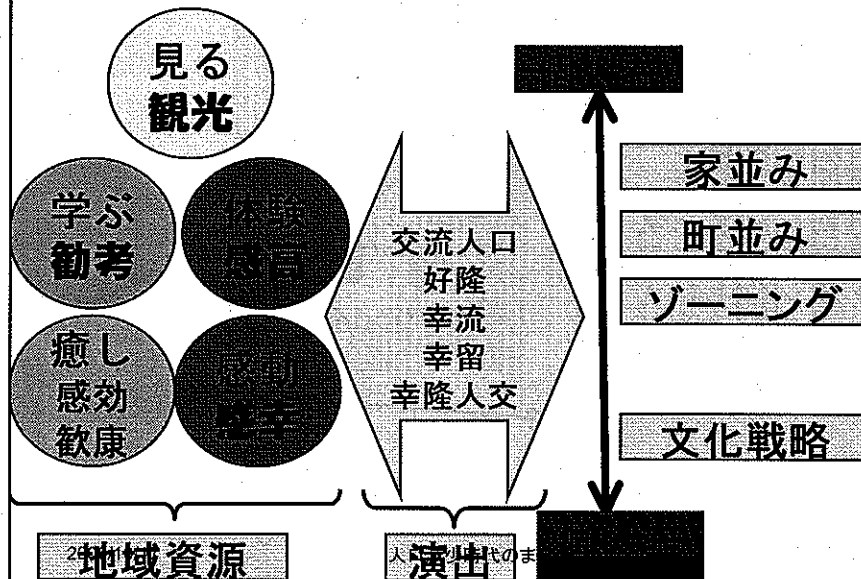 見る
観光
学ぶ
勧考
体験
感高
癒し
感効
歓康
感動
交流人口
好隆
幸流
幸留
幸隆人交
家並み
町並み
ゾーニング
文化戦略
地域資源
演出